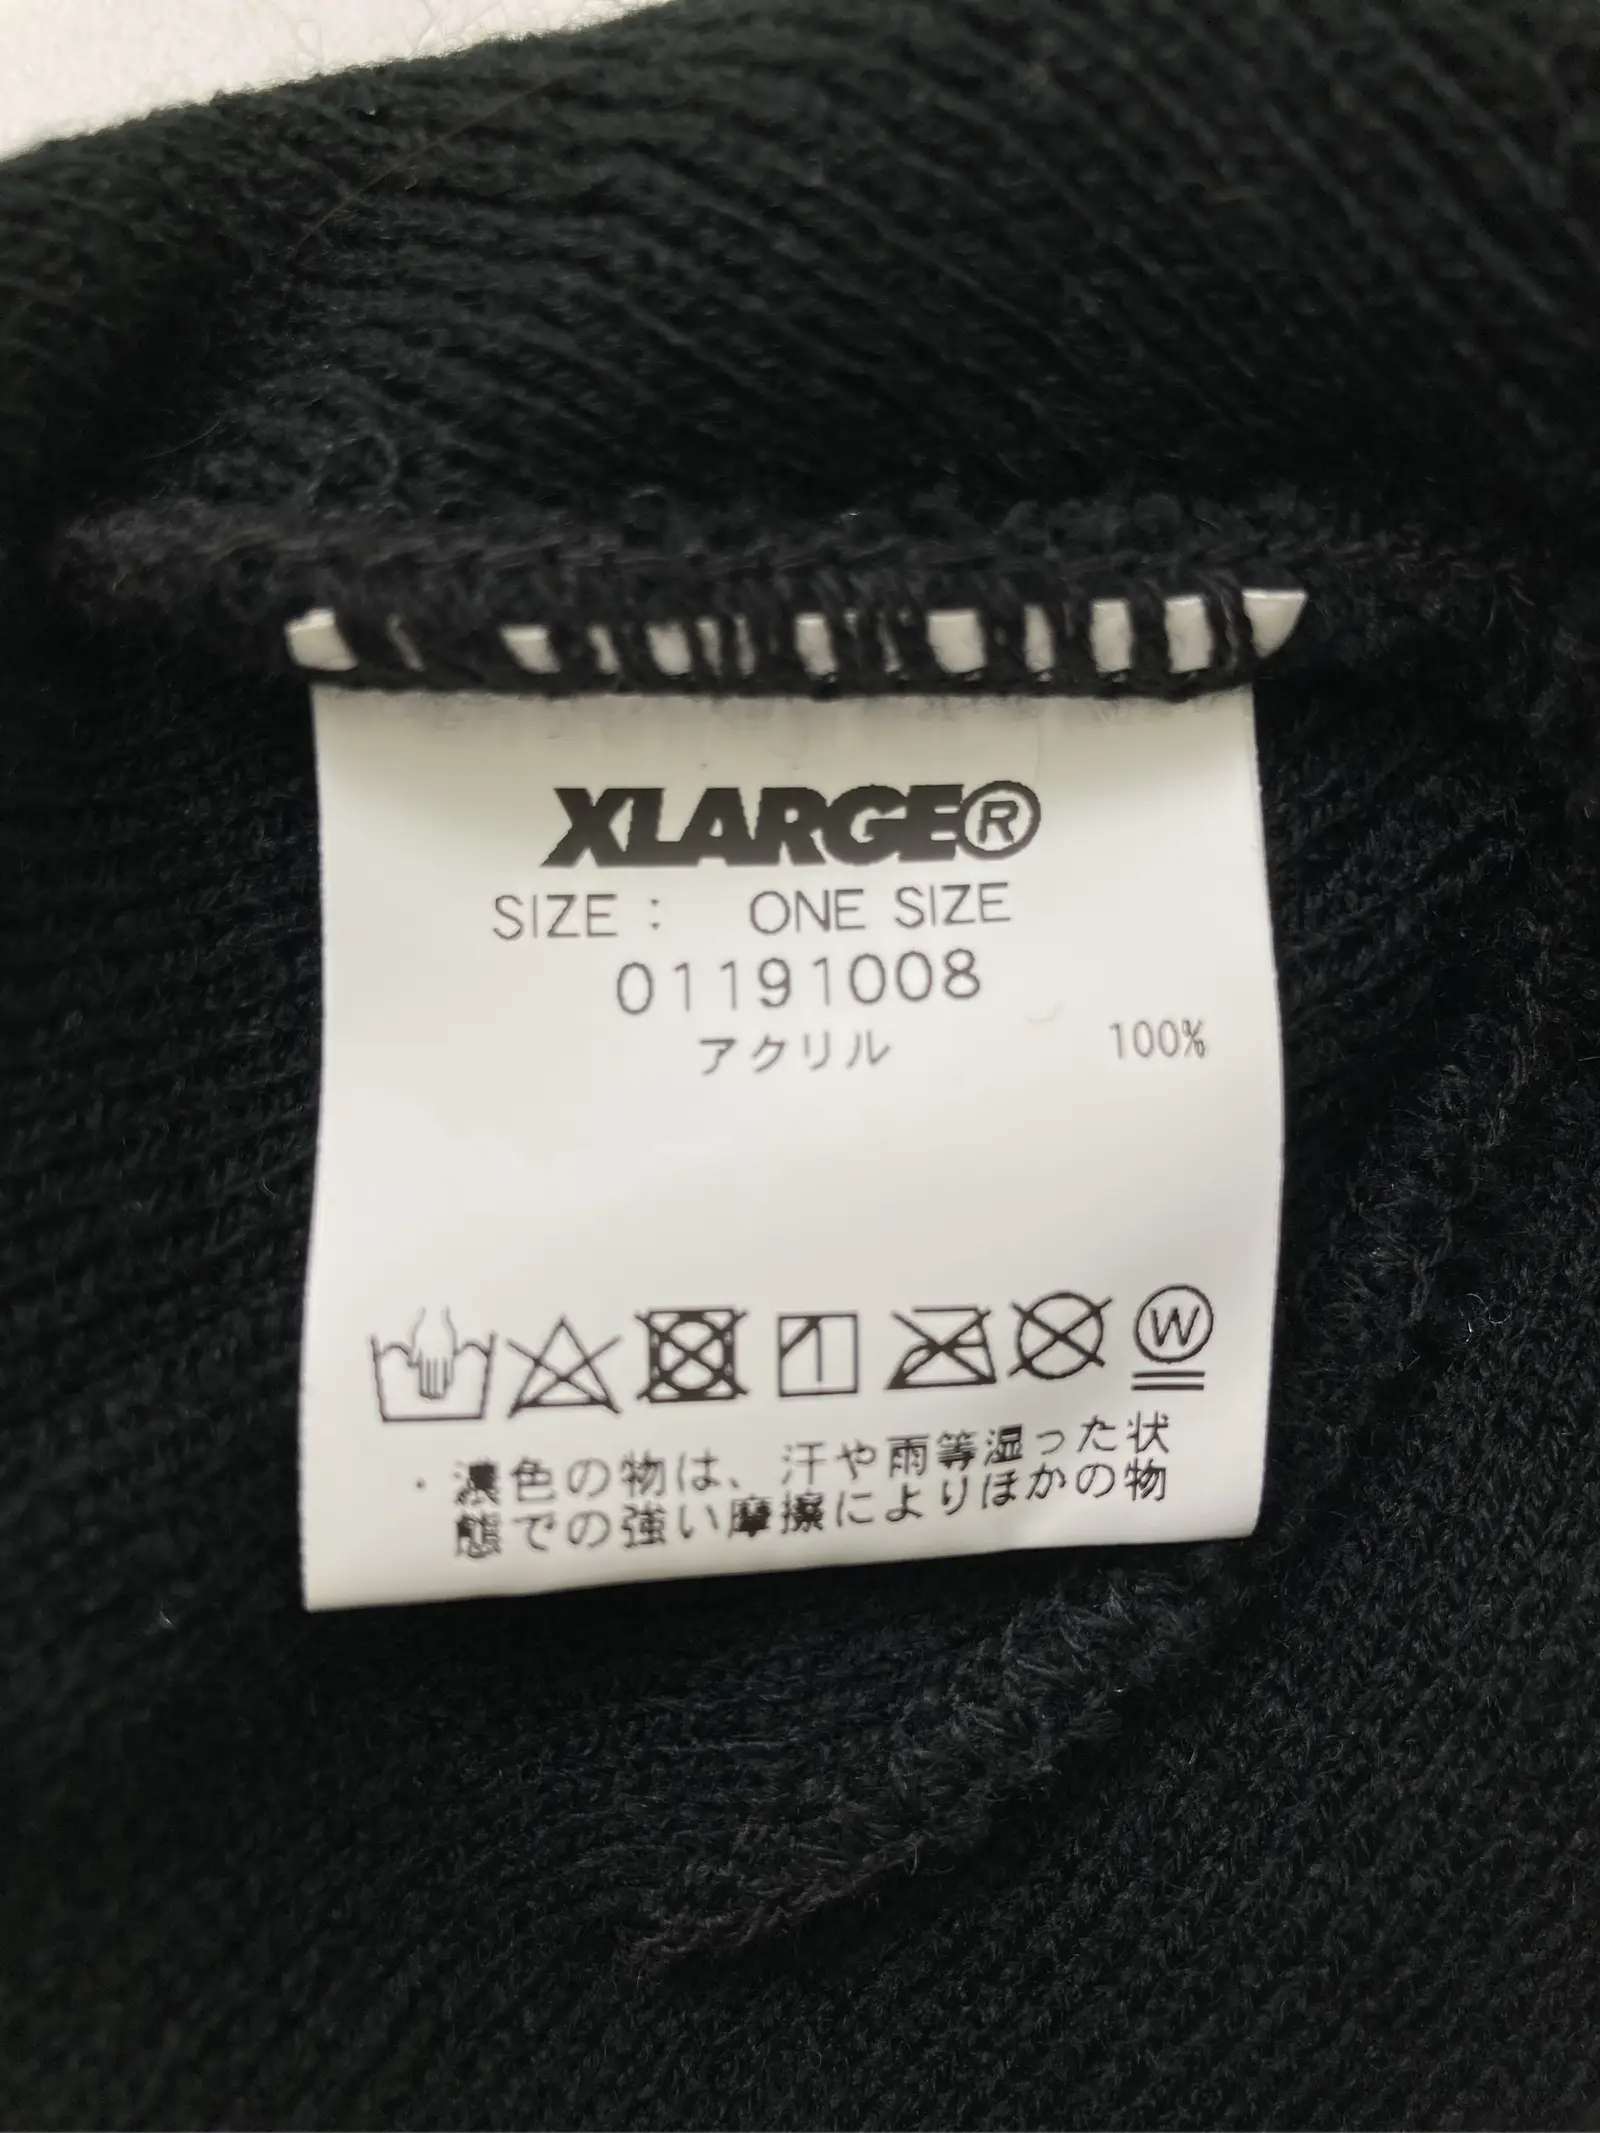 XLARGE®
SIZE： ONE SIZE
01191008
アクリル 100%
W
・濃色の物は、汗や雨等湿った状
態での強い摩擦によりほかの物